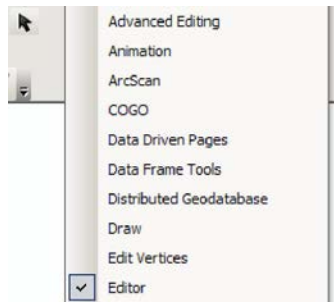 Advanced Editing
Animation
ArcScan
COGO
Data Driven Pages
Data Frame Tools
Distributed Geodatabase
Draw
Edit Vertices
Editor